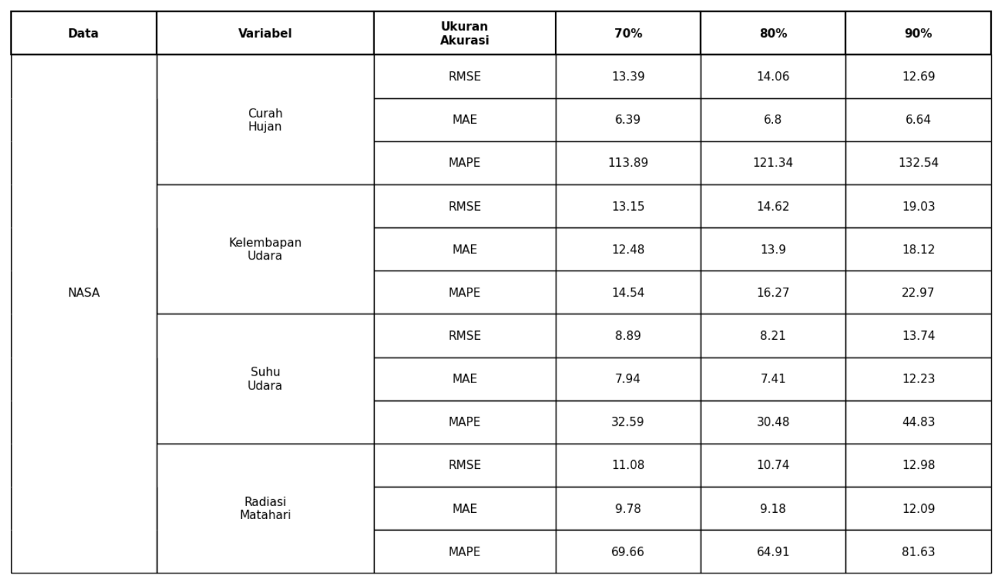 Data Variabel Ukuran Akurasi 70% 80% 90%
NASA
Curah
Hujan
RMSE 13.39 14.06 12.69
MAE 6.39 6.8 6.64
MAPE 113.89 121.34 132.54
Kelembapan
Udara
RMSE 13.15 14.62 19.03
MAE 12.48 13.9 18.12
MAPE 14.54 16.27 22.97
Suhu
Udara
RMSE 8.89 8.21 13.74
MAE 7.94 7.41 12.23
MAPE 32.59 30.48 44.83
Radiasi
Matahari
RMSE 11.08 10.74 12.98
MAE 9.78 9.18 12.09
MAPE 69.66 64.91 81.63